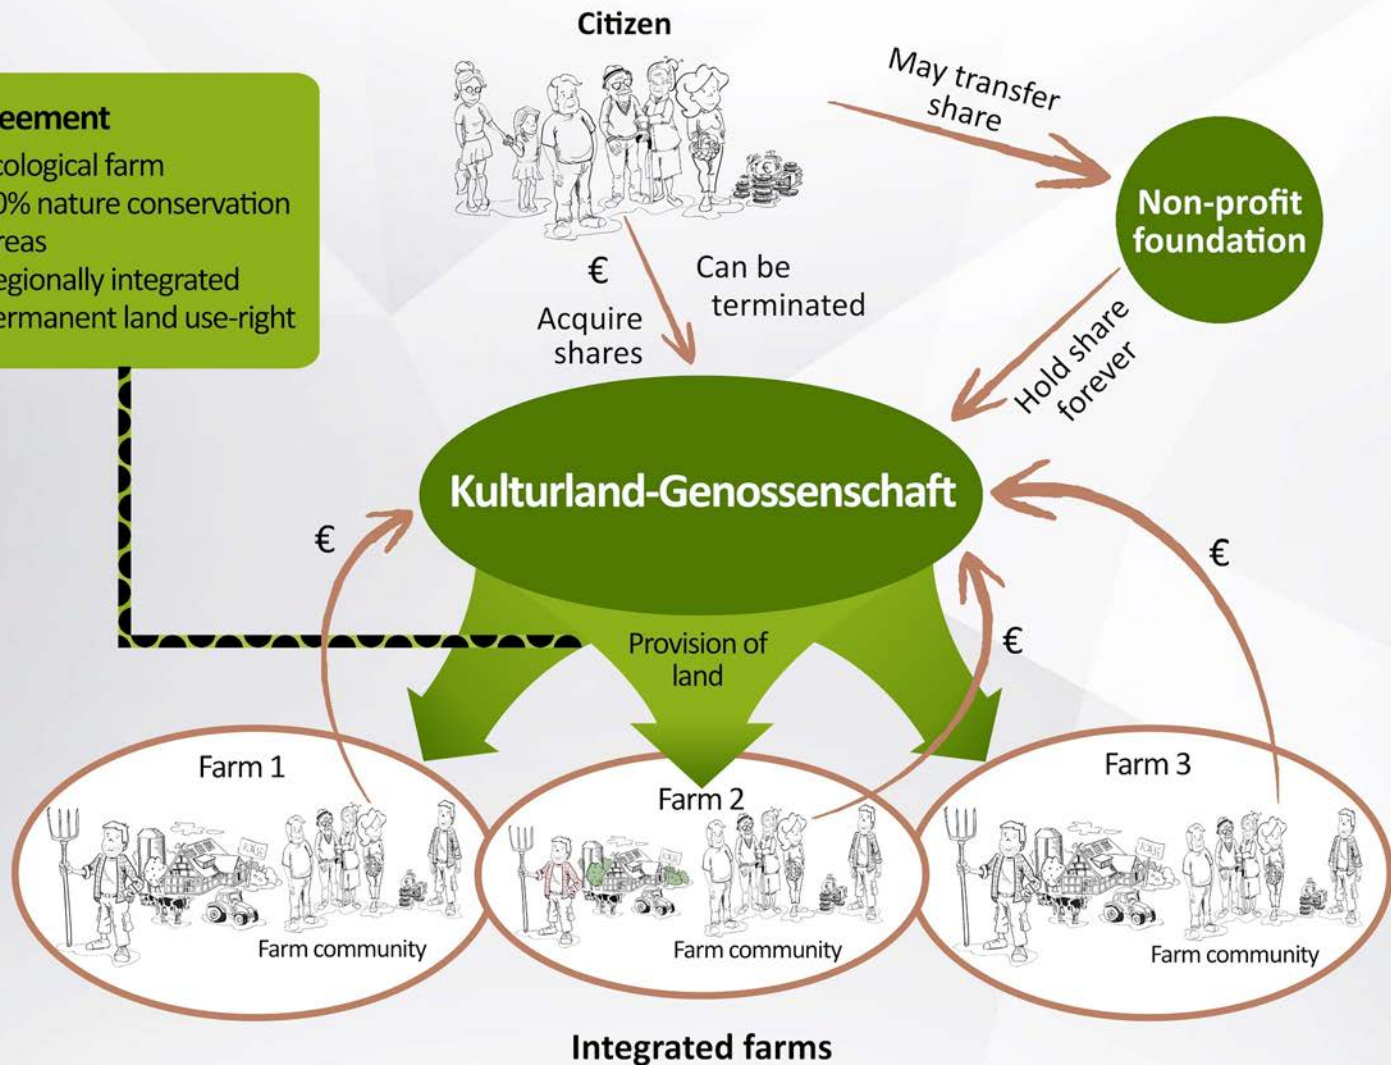 Citizen
May transfer
share
eement
cological farm
0% nature conservation
reas
egionally integrated
ermanent land use-right
Non-profit
foundation
€
Acquire
shares
Can be
terminated
Hold share
forever
Kulturland-Genossenschaft
€
€
€
Provision of
land
Farm 1
Farm 2
Farm 3
Farm community
Farm community
Farm community
Integrated farms